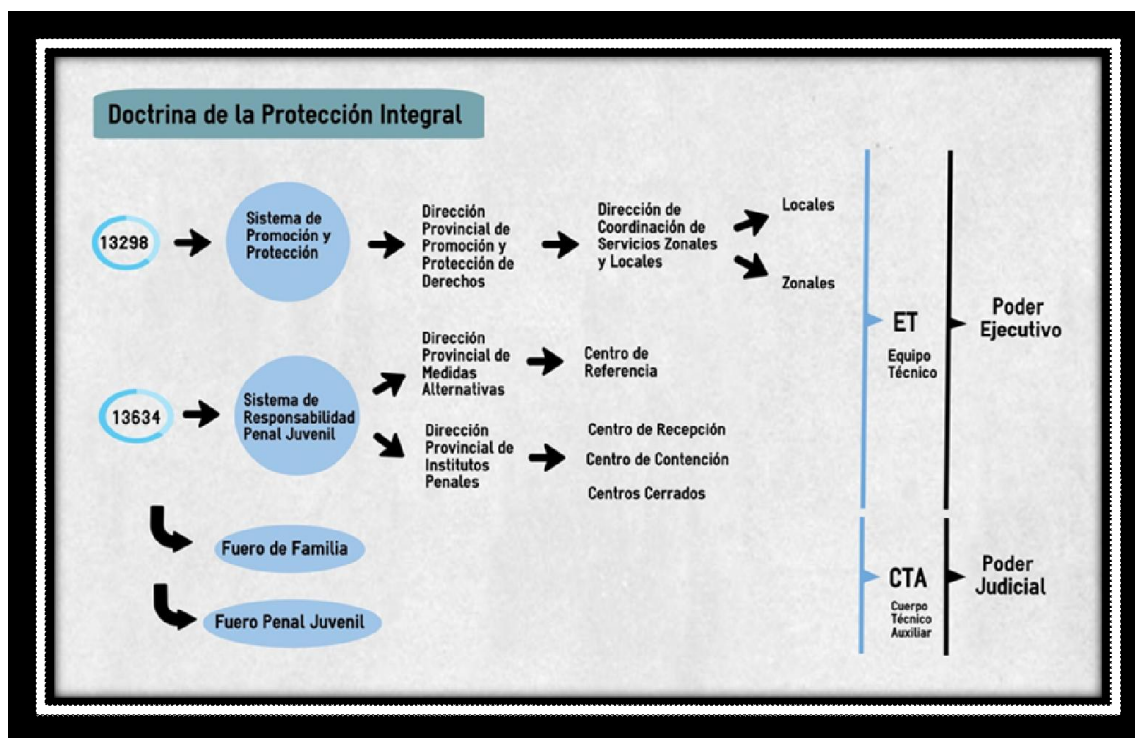 Doctrina de la Protección Integral
13298
Sistema de
Promoción y
Protección
Dirección
Provincial de
Promoción y
Protección de
Derechos
Dirección de
Coordinación de
Servicios Zonales
y Locales
Locales
Zonales
13634
Sistema de
Responsabilidad
Penal Juvenil
Dirección
Provincial de
Medidas
Alternativas
Centro de
Referencia
Dirección
Provincial de
Institutos
Penales
Centro de Recepción
Centro de Contención
Centros Cerrados
Fuero de Familia
Fuero Penal Juvenil
ET
Equipo
Técnico
Poder
Ejecutivo
CTA
Cuerpo
Técnico
Auxiliar
Poder
Judicial